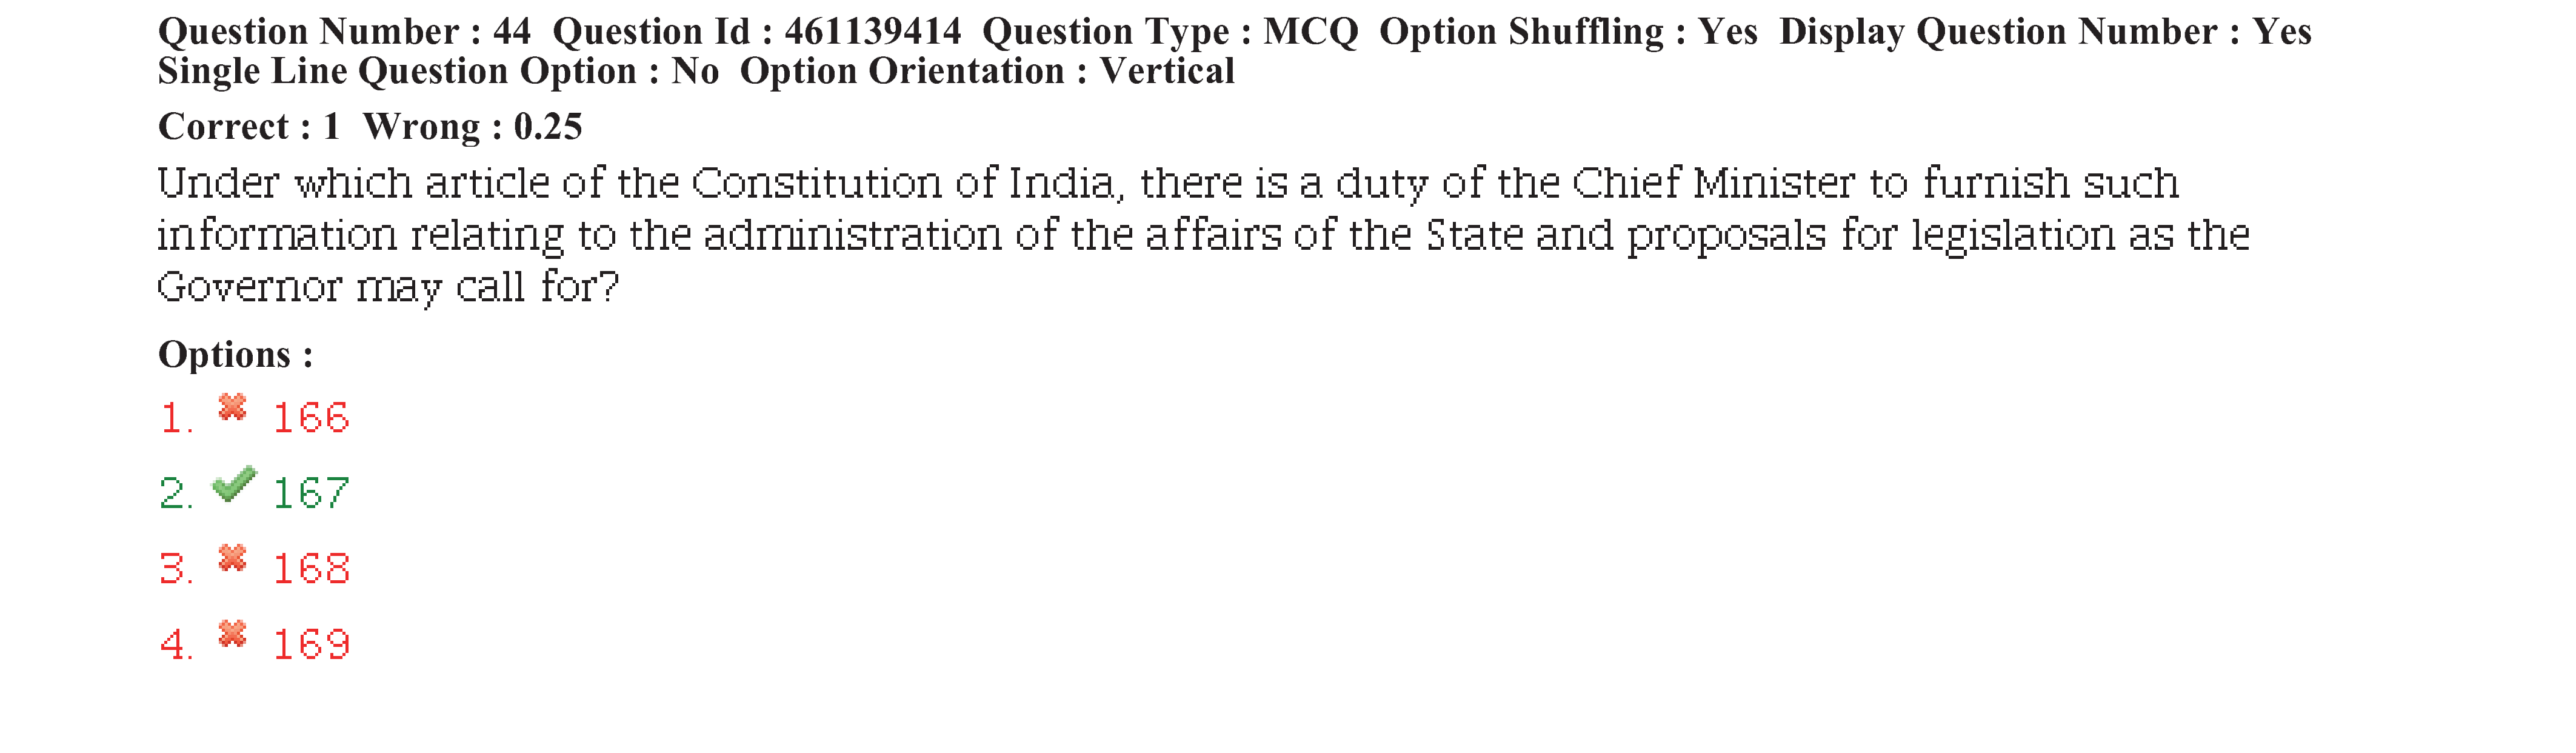 Question Number : 44 Question Id : 461139414 Question Type : MCQ Option Shuffling : Yes Display Question Number : Yes
Single Line Question Option : No Option Orientation : Vertical
Correct : 1 Wrong : 0.25
Under which article of the Constitution of India, there is a duty of the Chief Minister to furnish such
information relating to the administration of the affairs of the State and proposals for legislation as the
Governor may call for?
Options :
1. 166
2. 167
3. 168
4. 169